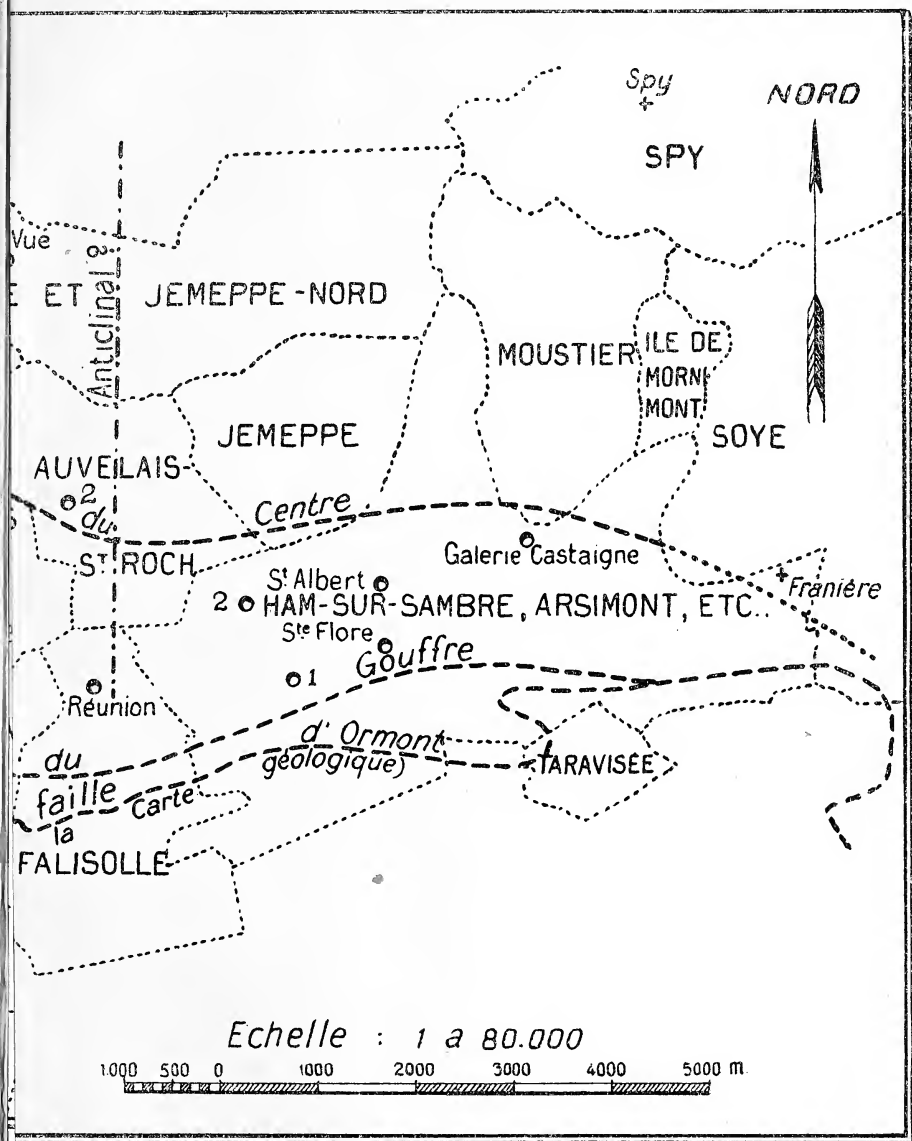 Spy
NORD
SPY
Vue
Anticlinal ?
E ET JEMEPPE-NORD
MOUSTIER
ILE DE
MORNI
MONT
JEMEPPE
SOYE
AUVELAIS-
2
du Centre
ST ROCH
Galerie Castaigne
St Albert
Franière
2 HAM-SUR-SAMBRE, ARSIMONT, ETC..
Ste Flore
Gouffre
1
Réunion
d'Ormont
du
géologique)
TARAVISÉE
faille
Carte
la
FALISOLLE
Echelle : 1 a 80.000
1.000 500 0 1000 2000 3000 4000 5000 m.